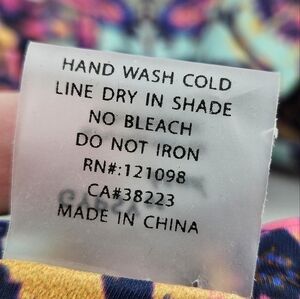 HAND WASH COLD
LINE DRY IN SHADE
NO BLEACH
DO NOT IRON
RN#:121098
CA#38223
MADE IN CHINA